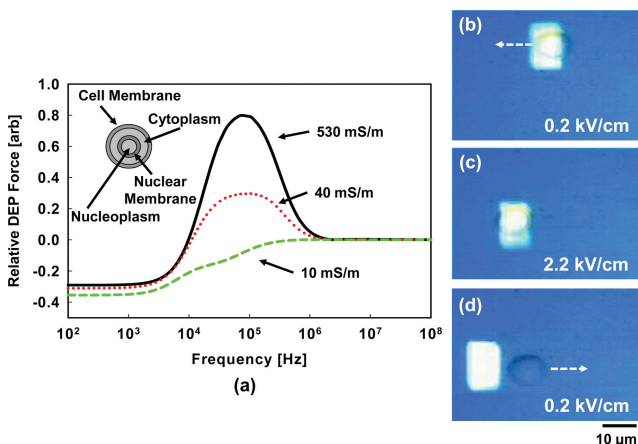 Relative DEP Force [arb]
1.0
0.8
0.6
0.4
0.2
0.0
-0.2
-0.4
Cell Membrane
Cytoplasm
Nuclear
Membrane
Nucleoplasm
530 mS/m
40 mS/m
10 mS/m
10² 10³ 10⁴ 10⁵ 10⁶ 10⁷ 10⁸
Frequency [Hz]
(a)
(b)
0.2 kV/cm
(c)
2.2 kV/cm
(d)
0.2 kV/cm
10 µm